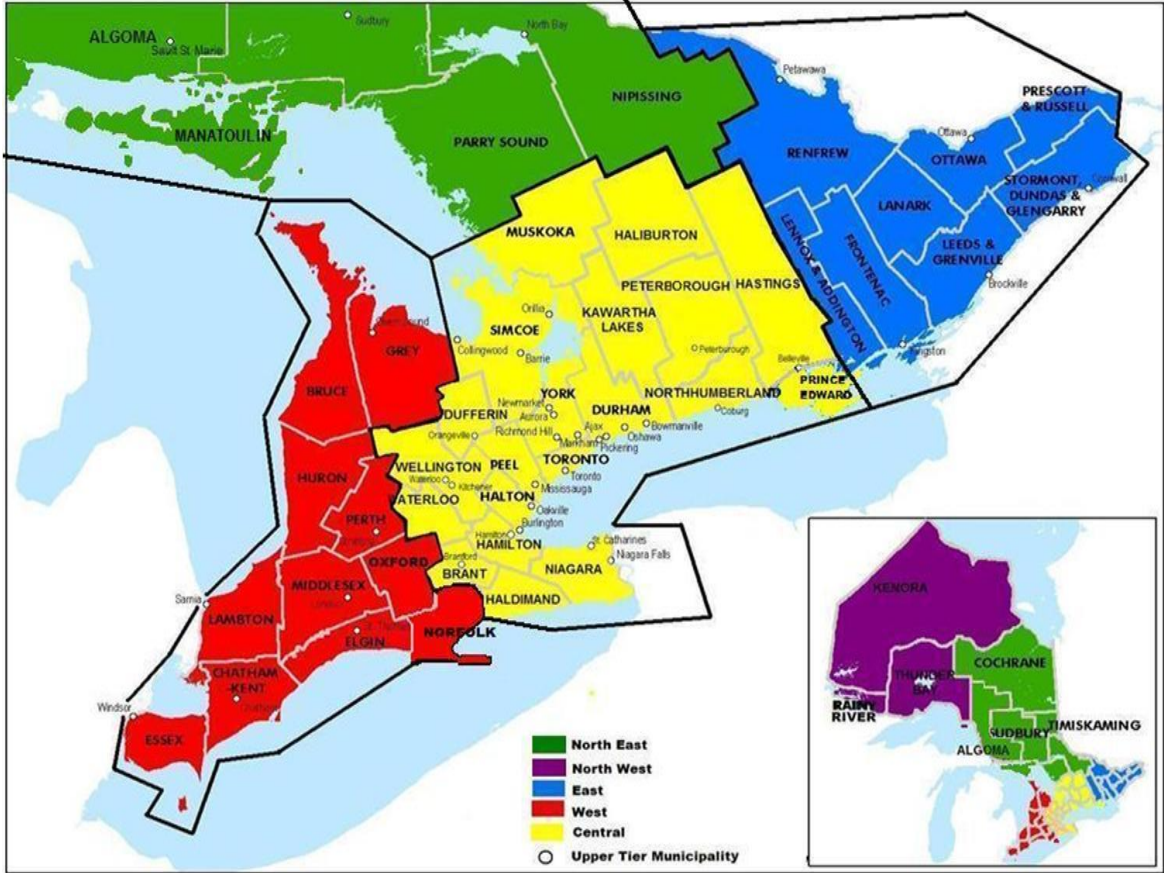 Sudbury
North Bay
ALGOMA
Sault St. Marie
Petawawa
NIPISSING
PRESCOTT
& RUSSELL
MANATOULIN
PARRY SOUND
Ottawa
RENFREW
OTTAWA
STORMONT,
DUNDAS &
GLENGARRY
Cornwall
LANARK
MUSKOKA
HALIBURTON
LENNOX & ADDINGTON
FRONTENAC
LEEDS &
GRENVILLE
Brockville
PETERBOROUGH
HASTINGS
Orillia
KAWARTHA
LAKES
SIMCOE
Owen Sound
GREY
Collingwood
Barrie
Peterburough
Belleville
Kingston
BRUCE
PRINCE
EDWARD
YORK
NORTHHUMBERLAND
Newmarket
DURHAM
Aurora
Coburg
DUFFERIN
Ajax
Bowmanville
Orangeville
Richmond Hill
Markham
Oshawa
Pickering
WELLINGTON
PEEL
TORONTO
HURON
Waterloo
Kitchener
Toronto
Mississauga
WATERLOO
HALTON
Oakville
PERTH
Burlington
Hamilton
HAMILTON
St. Catharines
Niagara Falls
OXFORD
Brantford
BRANT
NIAGARA
MIDDLESEX
HALDIMAND
Sarnia
LAMBTON
ELGIN
NORFOLK
CHATHAM
-KENT
Chatham
Windsor
ESSEX
North East
North West
East
West
Central
Upper Tier Municipality
KENORA
COCHRANE
THUNDER
BAY
RAINY
RIVER
TIMISKAMING
SUDBURY
ALGOMA